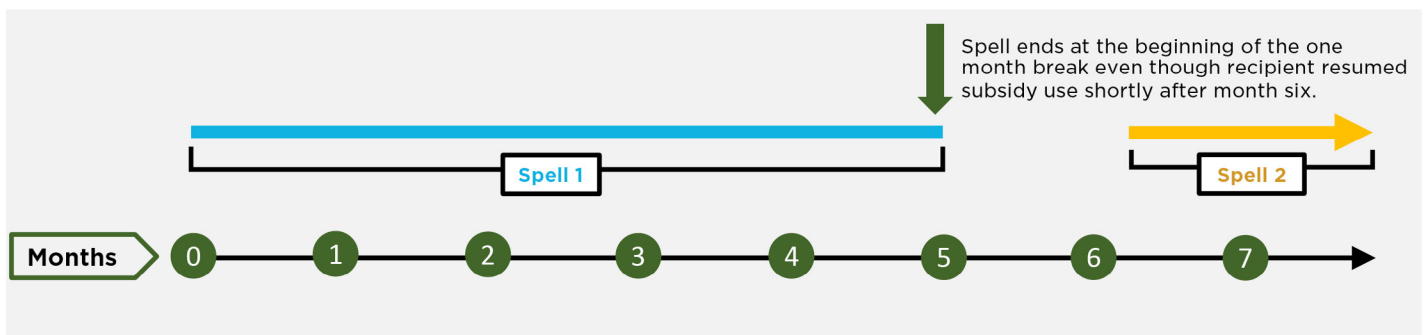 Spell ends at the beginning of the one
month break even though recipient resumed
subsidy use shortly after month six.
Spell 1
Spell 2
Months 0 1 2 3 4 5 6 7